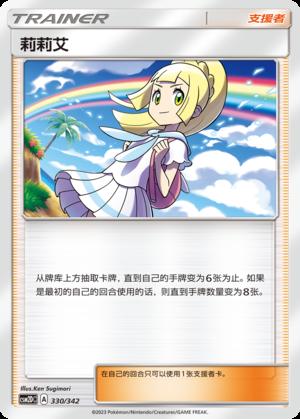 TRAINER
支援者
莉莉艾
从牌库上方抽取卡牌，直到自己的手牌变为6张为止。如果
是最初的自己的回合使用的话，则直到手牌数量变为8张。
Illus.Ken Sugimori
在自己的回合只可以使用1张支援者卡。
A
330/342
©2023 Pokémon/Nintendo/Creatures/GAME FREAK.